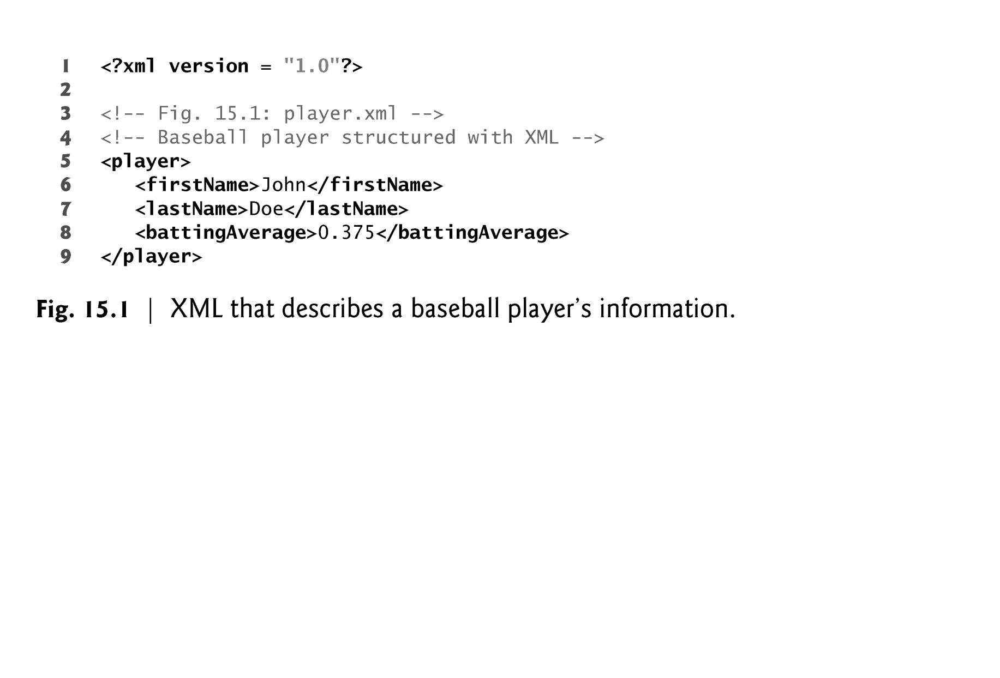 1 <?xml version = "1.0"?>
2
3 <!-- Fig. 15.1: player.xml -->
4 <!-- Baseball player structured with XML -->
5 <player>
6    <firstName>John</firstName>
7    <lastName>Doe</lastName>
8    <battingAverage>0.375</battingAverage>
9 </player>
Fig. 15.1 | XML that describes a baseball player’s information.